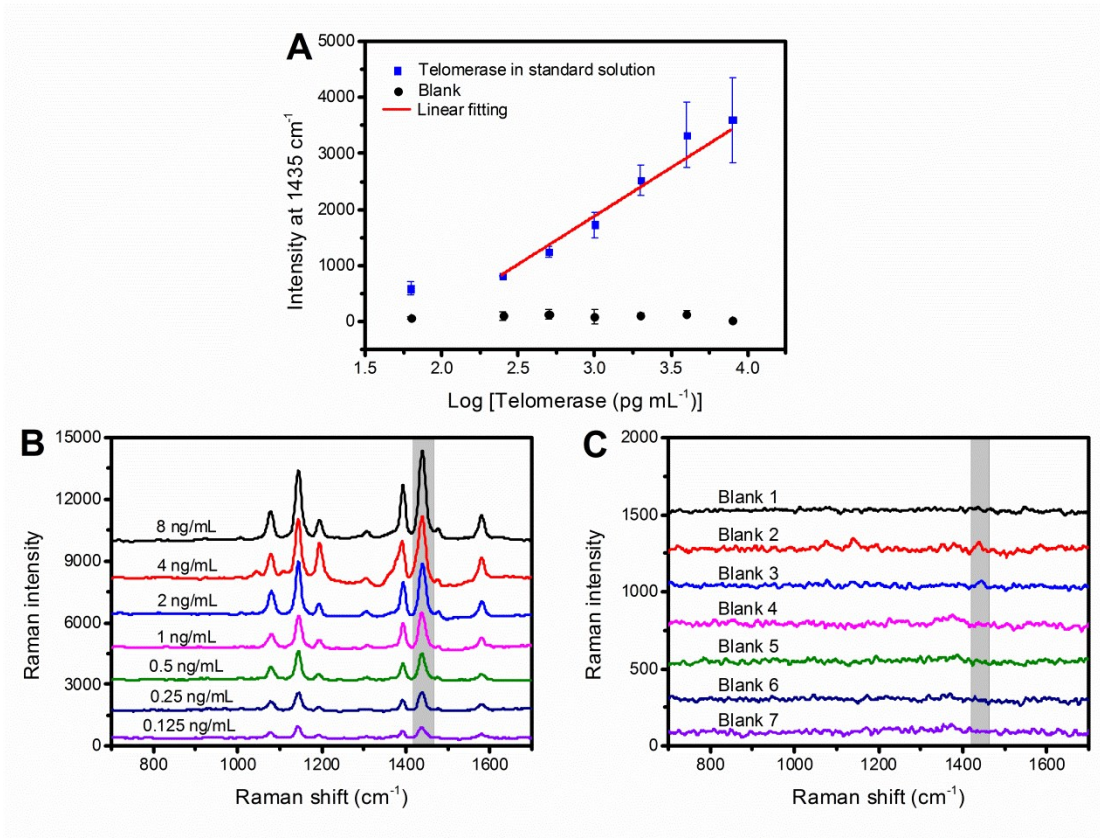 A
5000
4000
3000
2000
1000
0
Intensity at 1435 cm⁻¹
Telomerase in standard solution
Blank
Linear fitting
1.5 2.0 2.5 3.0 3.5 4.0
Log [Telomerase (pg mL⁻¹)]
B
15000
12000
9000
6000
3000
0
Raman intensity
8 ng/mL
4 ng/mL
2 ng/mL
1 ng/mL
0.5 ng/mL
0.25 ng/mL
0.125 ng/mL
800 1000 1200 1400 1600
Raman shift (cm⁻¹)
C
2000
1500
1000
500
0
Raman intensity
Blank 1
Blank 2
Blank 3
Blank 4
Blank 5
Blank 6
Blank 7
800 1000 1200 1400 1600
Raman shift (cm⁻¹)